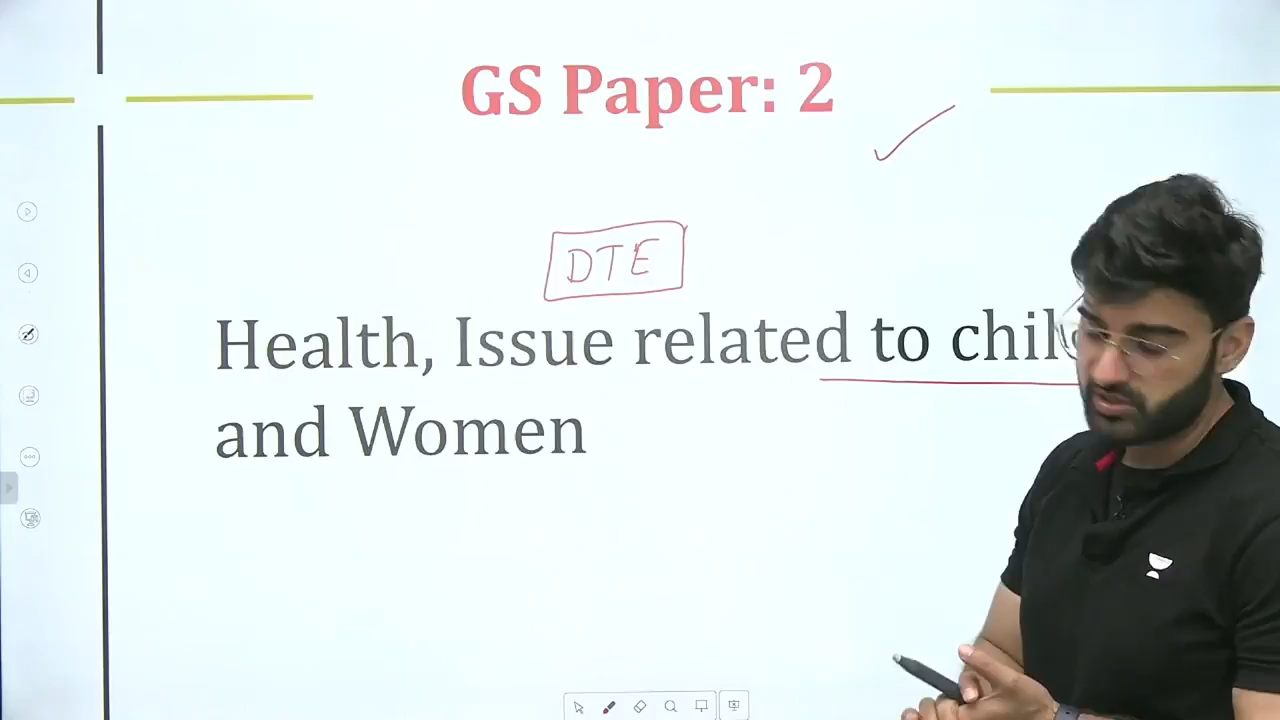 GS Paper: 2
DTE
Health, Issue related to
and Women